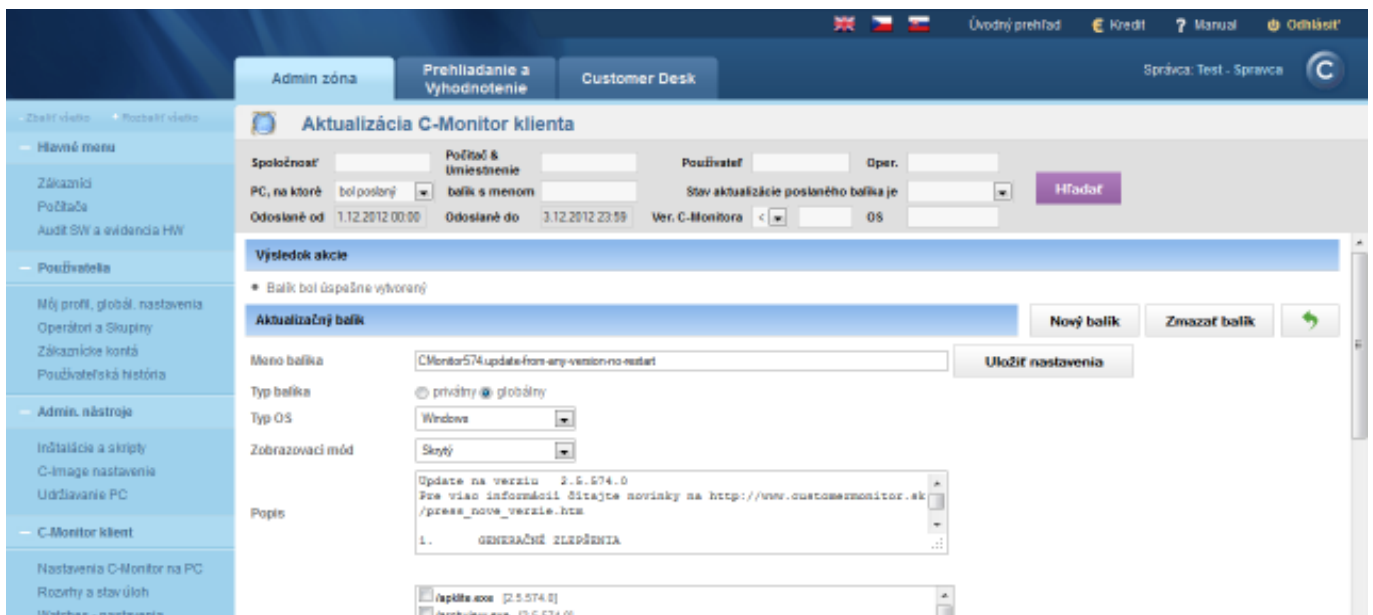 Úvodný prehľad € Kredit ? Manual Odhlásiť
Admin zóna
Prehliadanie a Vyhodnotenie
Customer Desk
Správca: Test - Spravca
Zbaliť všetko Rozbaliť všetko
Hlavné menu
Zákazníci
Počítače
Audit SW a evidencia HW
Používatelia
Môj profil, globál. nastavenia
Operátori a Skupiny
Zákaznícke kontá
Používateľská história
Admin. nástroje
Inštalácie a skripty
C-Image nastavenie
Udržiavanie PC
C-Monitor klient
Nastavenia C-Monitor na PC
Rozvrhy a stav úloh
Aktualizácia C-Monitor klienta
Spoločnosť
Počítač & Umiestnenie
Používateľ
Oper.
PC, na ktoré bol poslaný balík s menom
Stav aktualizácie poslaného balíka je
Hľadať
Odoslané od 1.12.2012 00:00 Odoslané do 3.12.2012 23:59 Ver. C-Monitora < OS
Výsledok akcie
Balík bol úspešne vytvorený
Aktualizačný balík
Nový balík
Zmazať balík
Meno balíka CMonitor574.update-from-any-version-no-restart
Uložiť nastavenia
Typ balíka privátny globálny
Typ OS Windows
Zobrazovací mód Skrytý
Popis
Update na verziu 2.5.574.0
Pre viac informácií čítajte novinky na http://www.customermonitor.sk
/press_nove_verzie.htm
1. GENERAČNÉ ZLEPŠENIA
/apklite.exe [2.5.574.0]